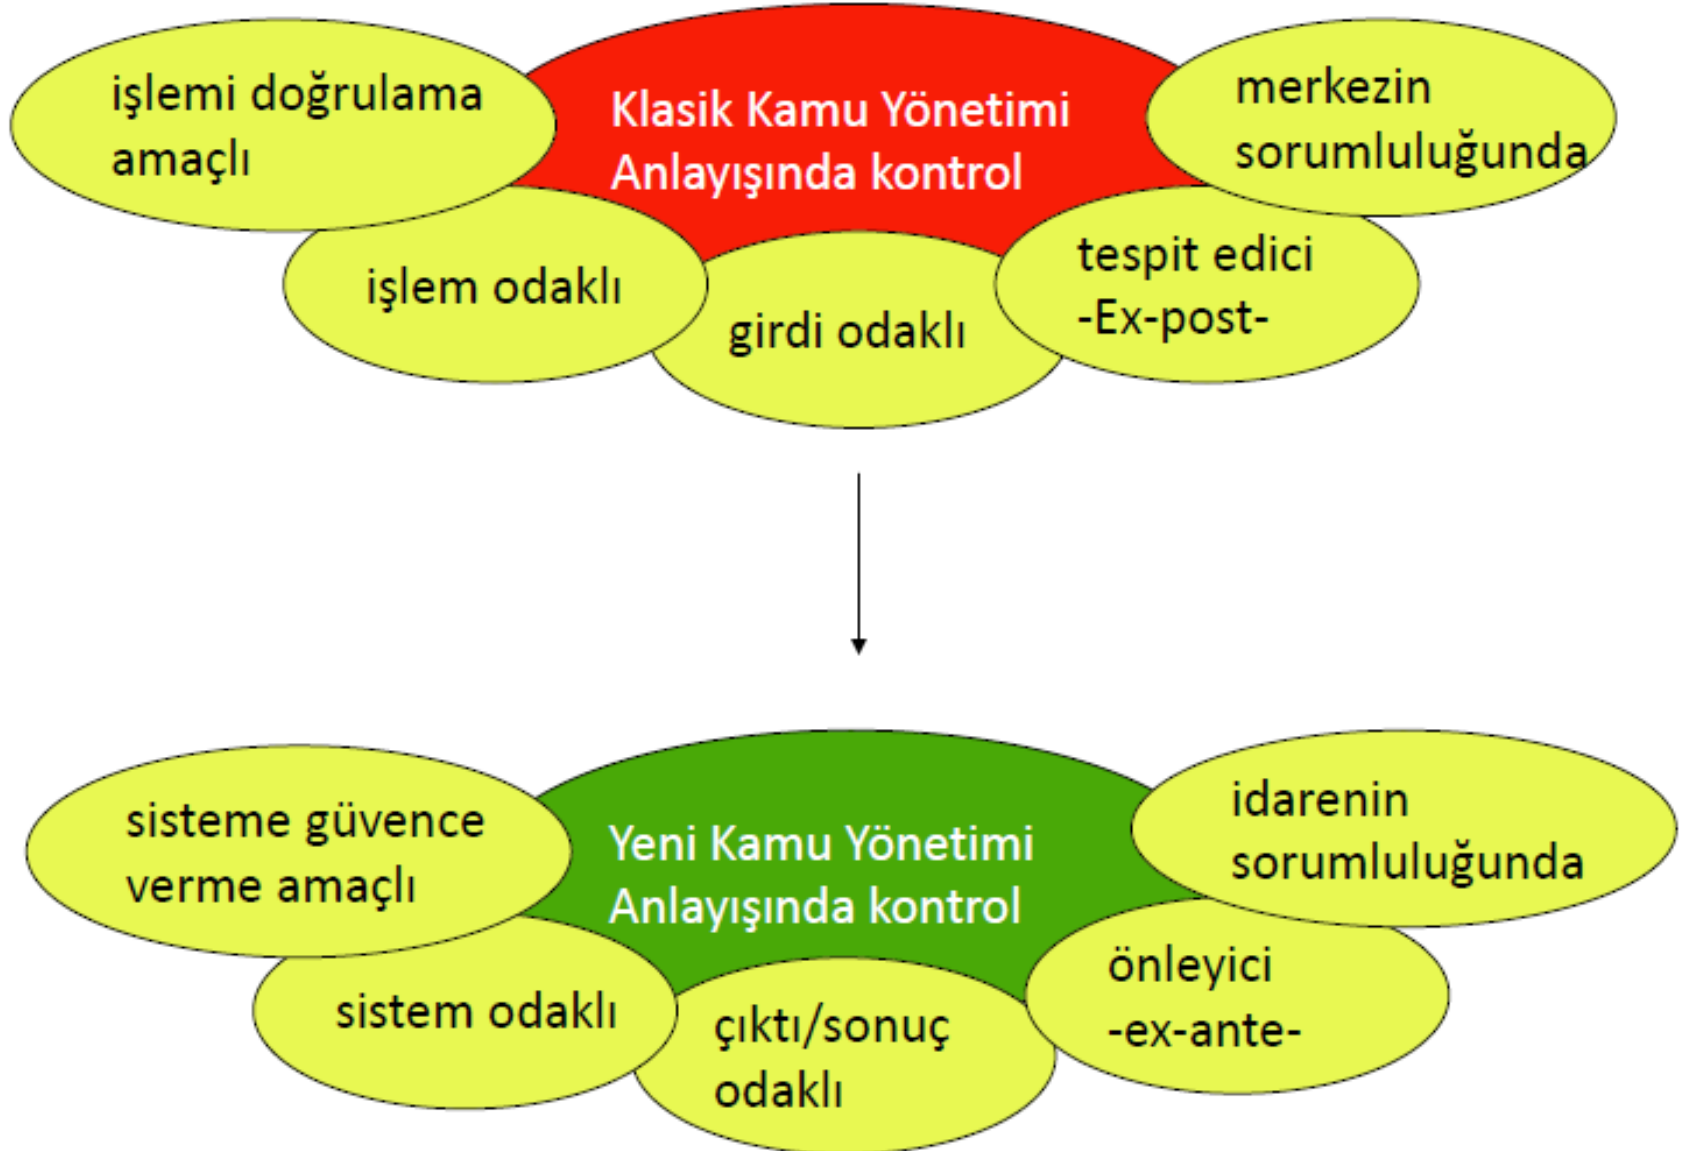 işlemi doğrulama
amaçlı
Klasik Kamu Yönetimi
Anlayışında kontrol
merkezin
sorumluluğunda
işlem odaklı
girdi odaklı
tespit edici
-Ex-post-
sisteme güvence
verme amaçlı
Yeni Kamu Yönetimi
Anlayışında kontrol
idarenin
sorumluluğunda
sistem odaklı
çıktı/sonuç
odaklı
önleyici
-ex-ante-